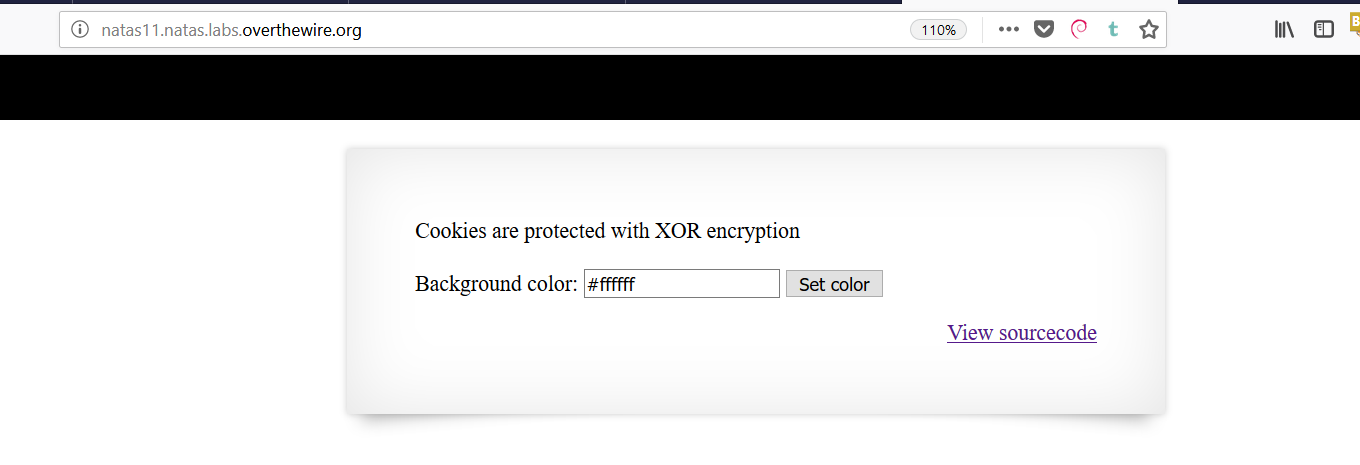 natas11.natas.labs.overthewire.org 110%
Cookies are protected with XOR encryption
Background color: #ffffff Set color
View sourcecode